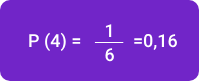 P (4) = 1/6 =0,16